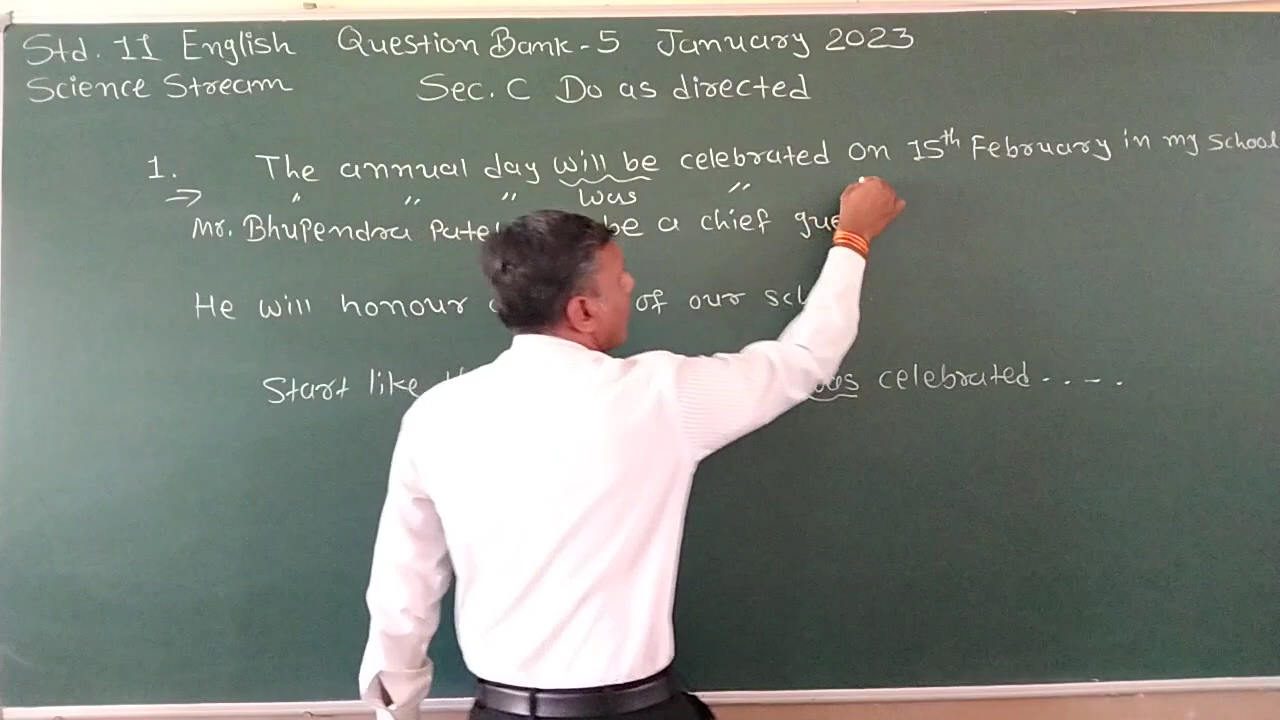 Std. 11 English Question Bank - 5 January 2023
Science Stream Sec. C Do as directed
1. The annual day will be celebrated on 15th February in my school
⇒ " " " was "
Mr. Bhupendra be a chief
He will honour of our
Start like celebrated . . . . .